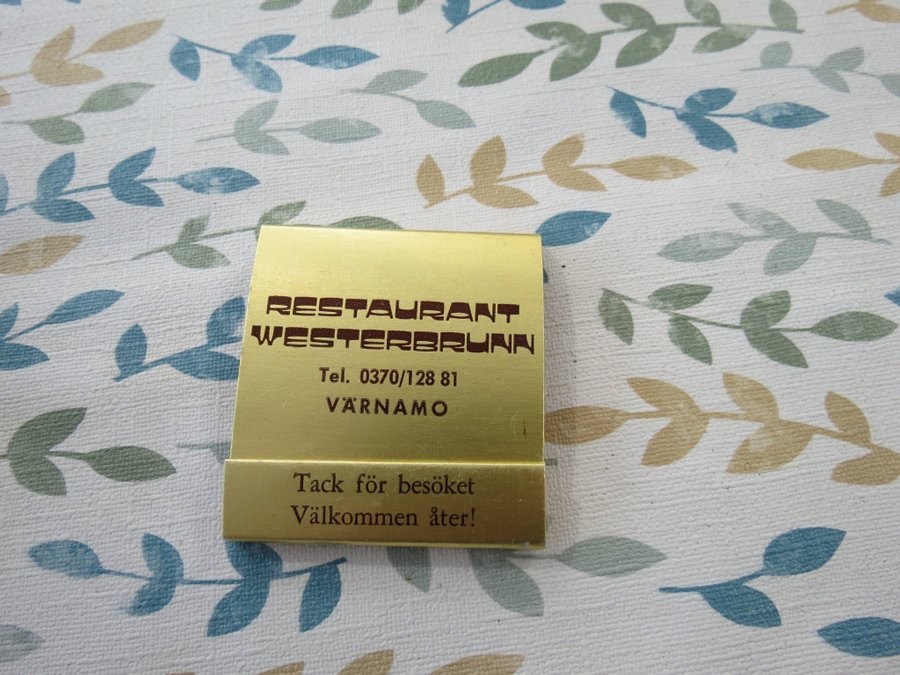 RESTAURANT
WESTERBRUNN
Tel. 0370/128 81
VÄRNAMO
Tack för besöket
Välkommen åter!